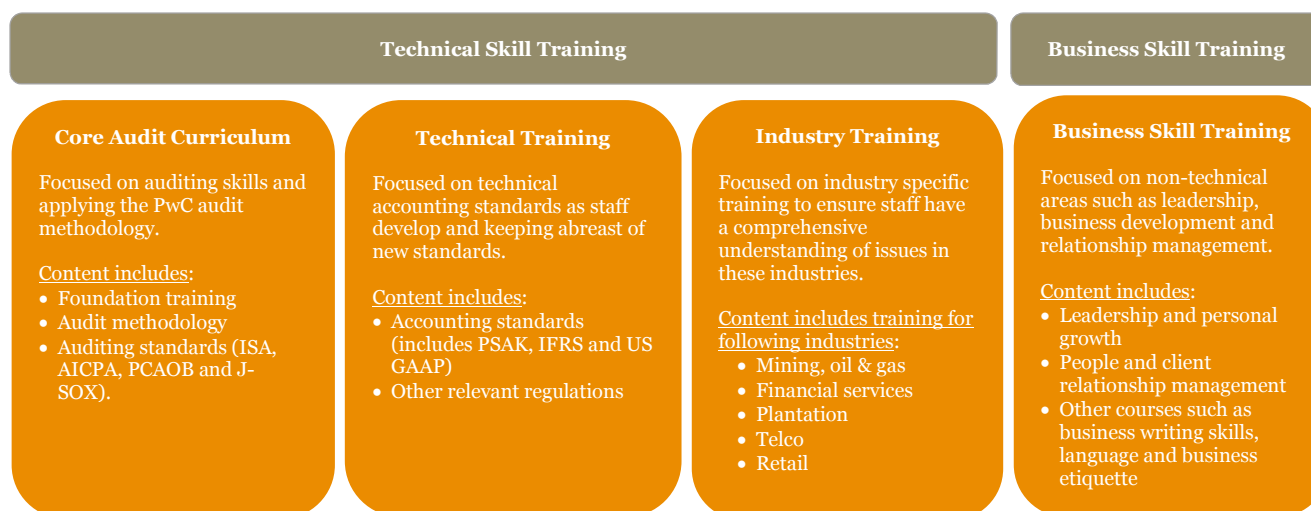 Technical Skill Training
Business Skill Training
Core Audit Curriculum
Focused on auditing skills and
applying the PwC audit
methodology.
Content includes:
• Foundation training
• Audit methodology
• Auditing standards (ISA,
AICPA, PCAOB and J-
SOX).
Technical Training
Focused on technical
accounting standards as staff
develop and keeping abreast of
new standards.
Content includes:
• Accounting standards
(includes PSAK, IFRS and US
GAAP)
• Other relevant regulations
Industry Training
Focused on industry specific
training to ensure staff have
a comprehensive
understanding of issues in
these industries.
Content includes training for
following industries:
• Mining, oil & gas
• Financial services
• Plantation
• Telco
• Retail
Business Skill Training
Focused on non-technical
areas such as leadership,
business development and
relationship management.
Content includes:
• Leadership and personal
growth
• People and client
relationship management
• Other courses such as
business writing skills,
language and business
etiquette